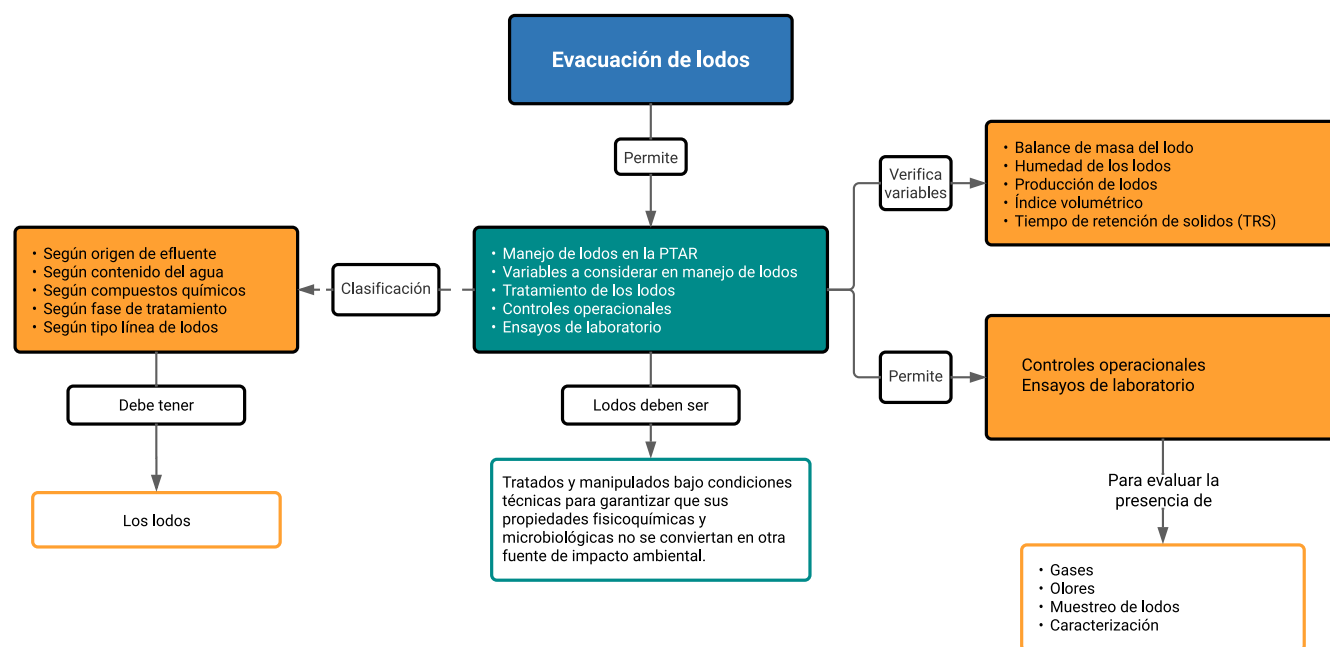 Evacuación de lodos
Permite
• Manejo de lodos en la PTAR
• Variables a considerar en manejo de lodos
• Tratamiento de los lodos
• Controles operacionales
• Ensayos de laboratorio
Clasificación
• Según origen de efluente
• Según contenido del agua
• Según compuestos químicos
• Según fase de tratamiento
• Según tipo línea de lodos
Debe tener
Los lodos
Lodos deben ser
Tratados y manipulados bajo condiciones
técnicas para garantizar que sus
propiedades fisicoquímicas y
microbiológicas no se conviertan en otra
fuente de impacto ambiental.
Verifica
variables
• Balance de masa del lodo
• Humedad de los lodos
• Producción de lodos
• Índice volumétrico
• Tiempo de retención de solidos (TRS)
Permite
Controles operacionales
Ensayos de laboratorio
Para evaluar la
presencia de
• Gases
• Olores
• Muestreo de lodos
• Caracterización